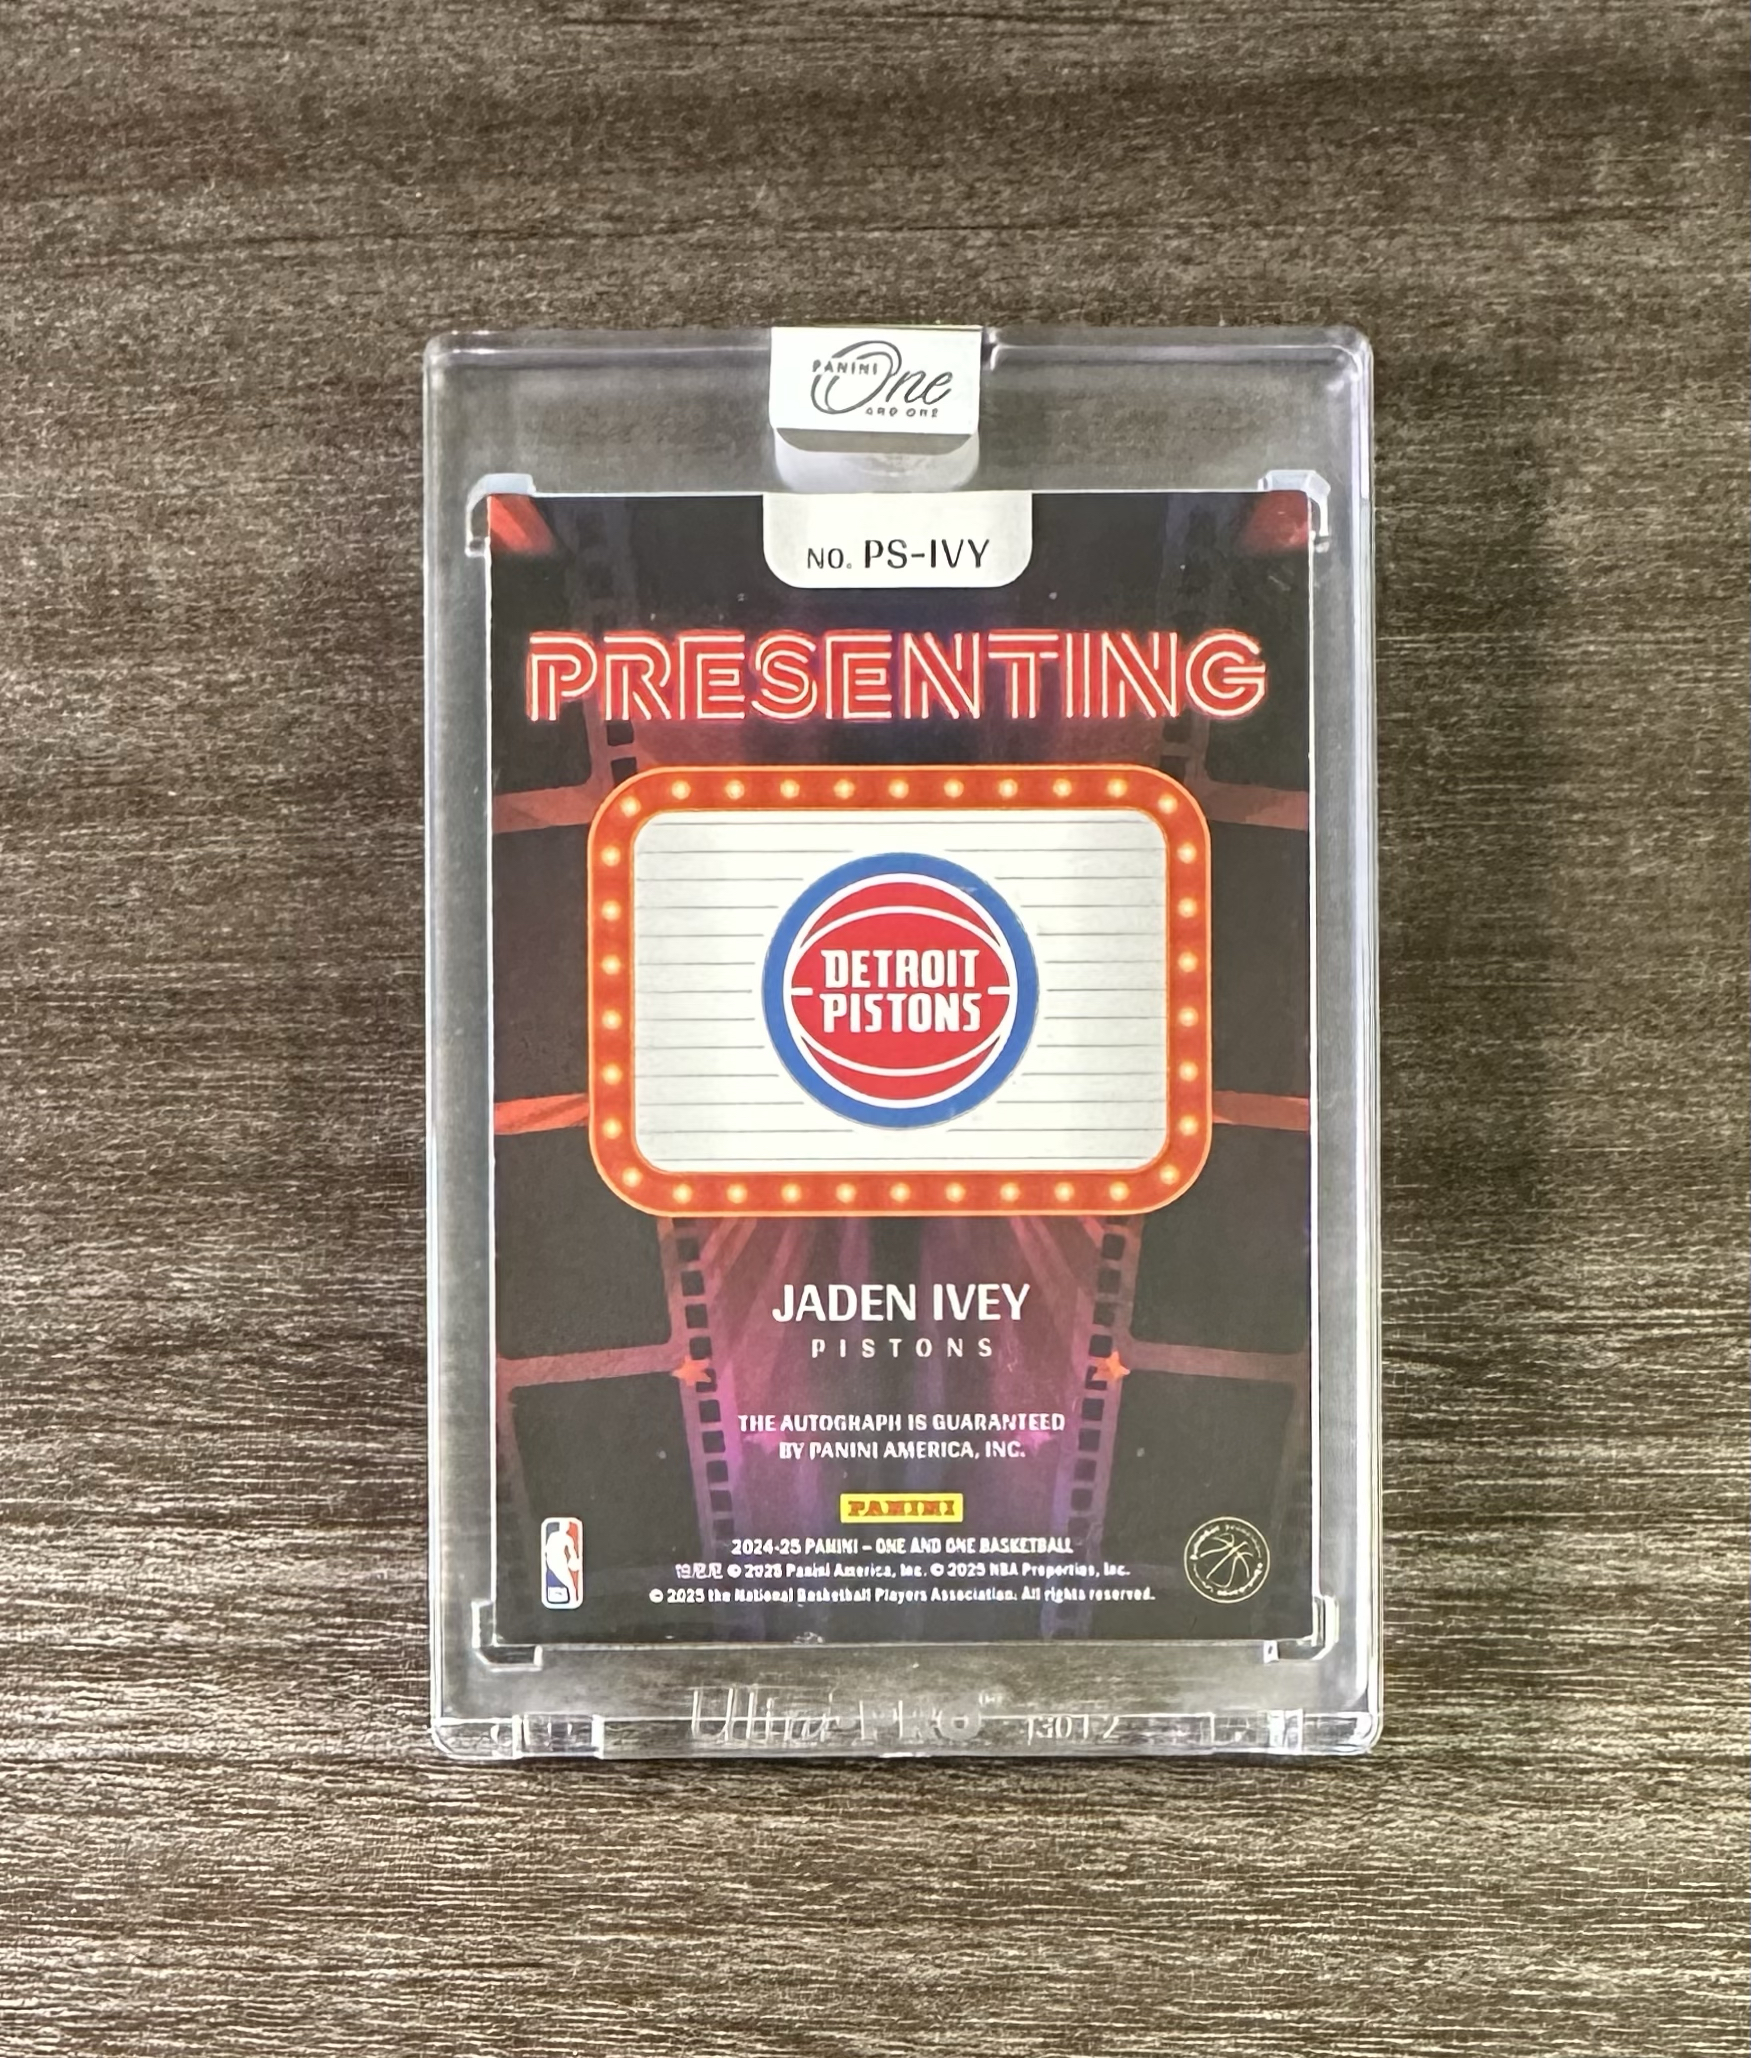 PANINI
One
AND ONE
NO. PS-IVY
PRESENTING
DETROIT
PISTONS
JADEN IVEY
PISTONS
THE AUTOGRAPH IS GUARANTEED
BY PANINI AMERICA, INC.
PANINI
2024-25 PANINI – ONE AND ONE BASKETBALL
© 2025 Panini America, Inc. © 2025 NBA Properties, Inc.
© 2025 the National Basketball Players Association. All rights reserved.
Ultra PRO